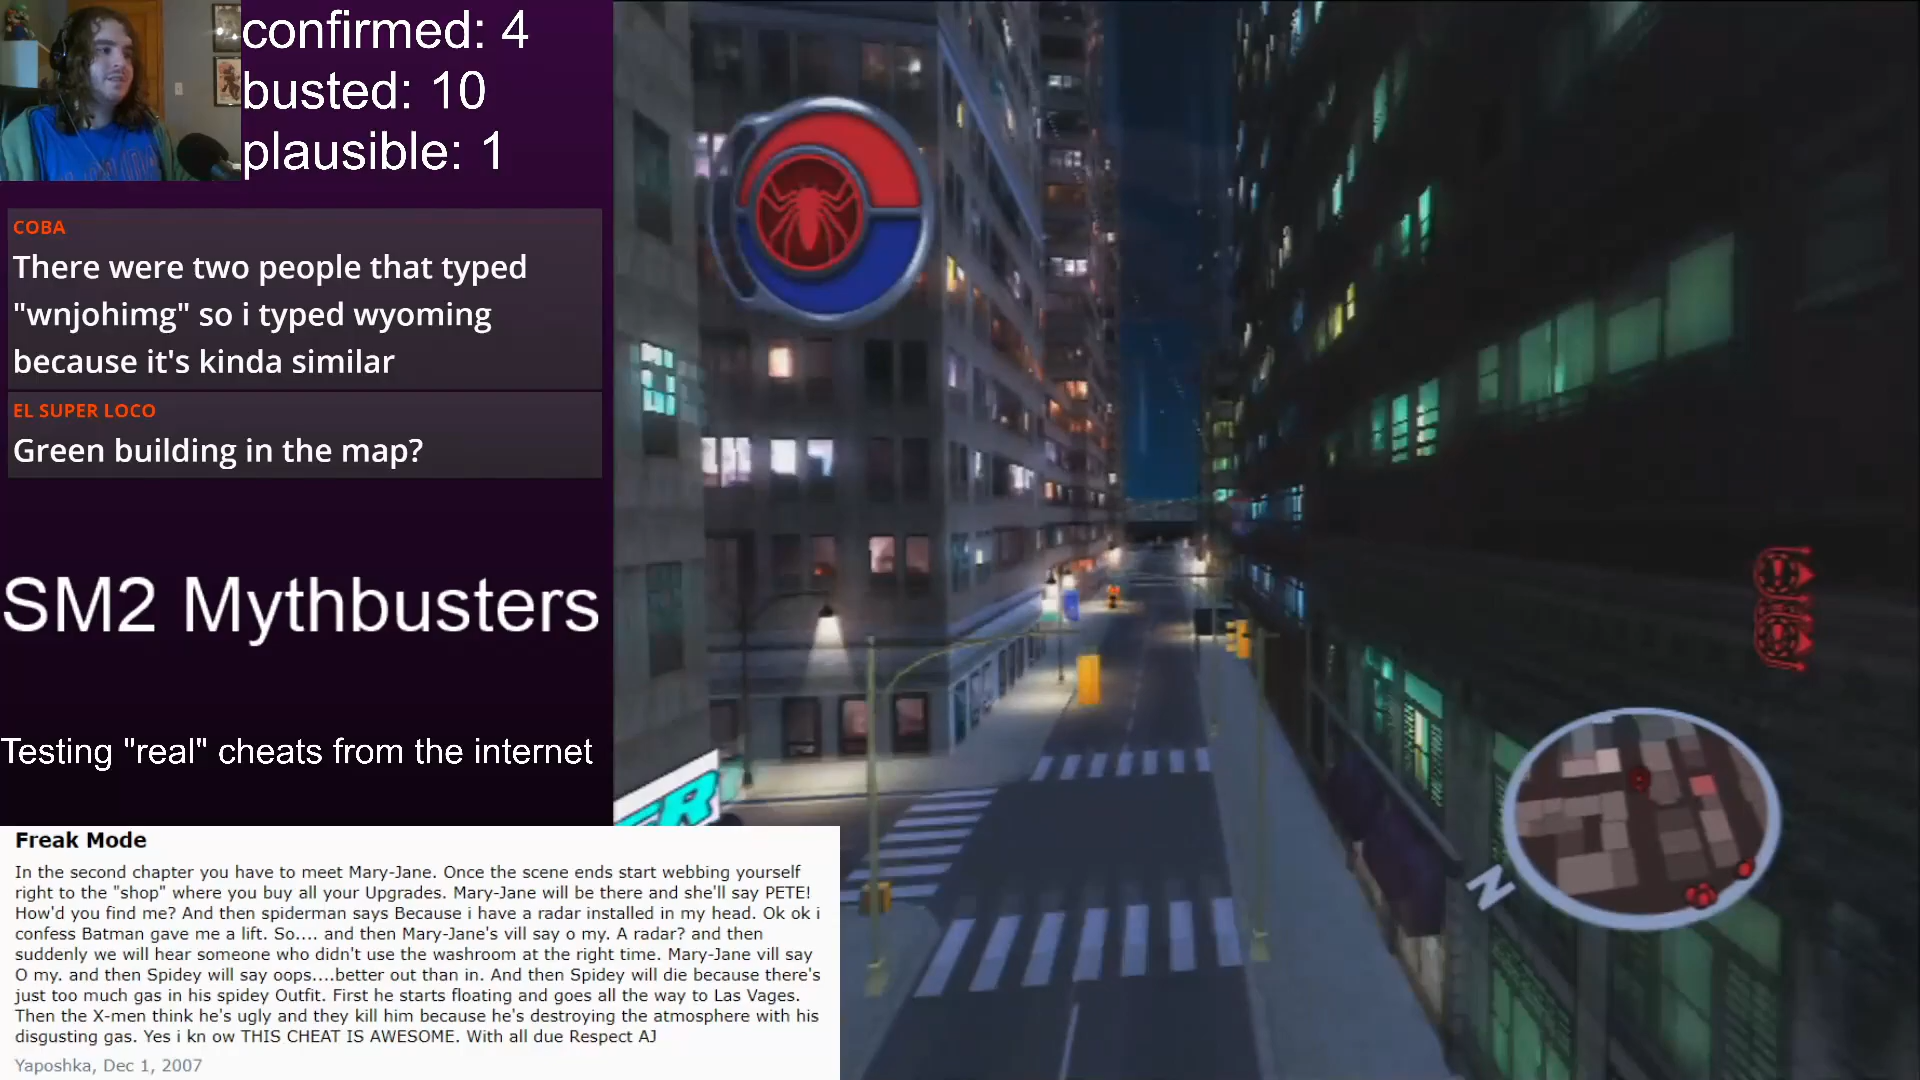 confirmed: 4
busted: 10
plausible: 1
COBA
There were two people that typed
"wnjohimg" so i typed wyoming
because it's kinda similar
EL SUPER LOCO
Green building in the map?
SM2 Mythbusters
Testing "real" cheats from the internet
Freak Mode
In the second chapter you have to meet Mary-Jane. Once the scene ends start webbing yourself
right to the "shop" where you buy all your Upgrades. Mary-Jane will be there and she'll say PETE!
How'd you find me? And then spiderman says Because i have a radar installed in my head. Ok ok i
confess Batman gave me a lift. So.... and then Mary-Jane's vill say o my. A radar? and then
suddenly we will hear someone who didn't use the washroom at the right time. Mary-Jane vill say
O my. and then Spidey will say oops....better out than in. And then Spidey will die because there's
just too much gas in his spidey Outfit. First he starts floating and goes all the way to Las Vages.
Then the X-men think he's ugly and they kill him because he's destroying the atmosphere with his
disgusting gas. Yes i kn ow THIS CHEAT IS AWESOME. With all due Respect AJ
Yaposhka, Dec 1, 2007
ER
N